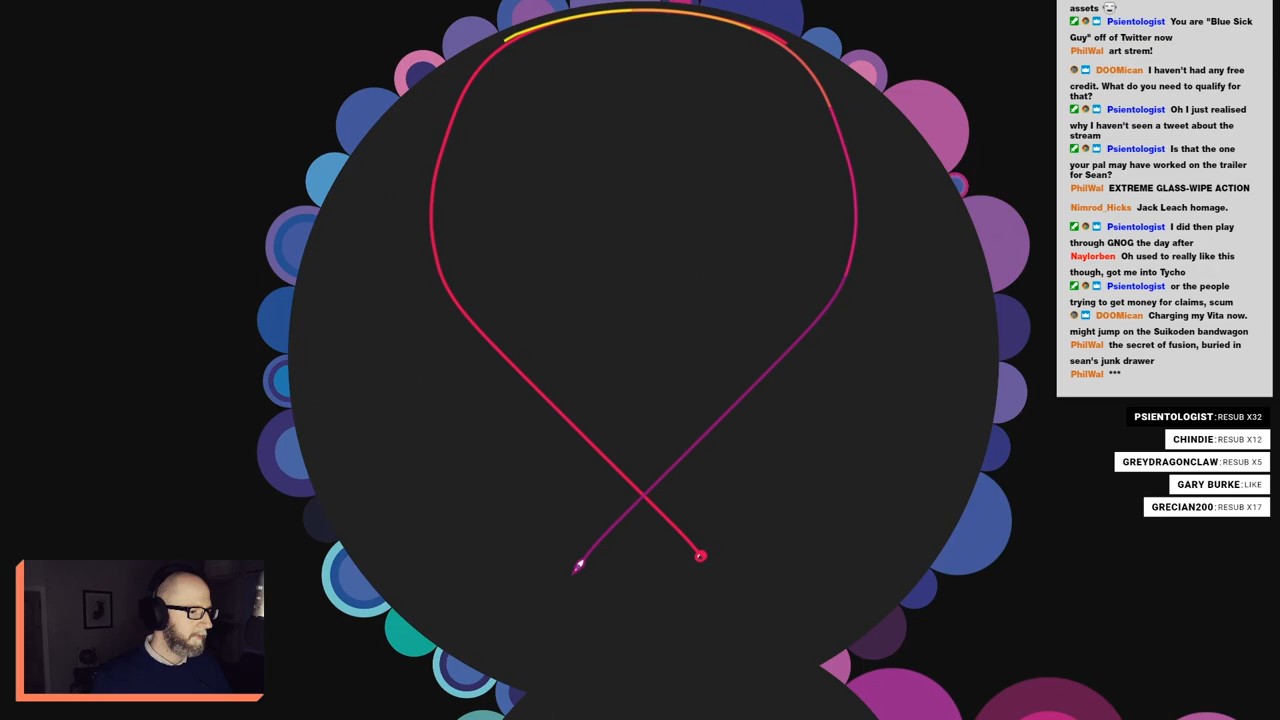 assets
Psientologist You are "Blue Sick
Guy" off of Twitter now
PhilWal art strem!
DOOMican I haven't had any free
credit. What do you need to qualify for
that?
Psientologist Oh I just realised
why I haven't seen a tweet about the
stream
Psientologist Is that the one
your pal may have worked on the trailer
for Sean?
PhilWal EXTREME GLASS-WIPE ACTION
Nimrod_Hicks Jack Leach homage.
Psientologist I did then play
through GNOG the day after
Naylorben Oh used to really like this
though, got me into Tycho
Psientologist or the people
trying to get money for claims, scum
DOOMican Charging my Vita now.
might jump on the Suikoden bandwagon
PhilWal the secret of fusion, buried in
sean's junk drawer
PhilWal ***
PSIENTOLOGIST:RESUB X32
CHINDIE:RESUB X12
GREYDRAGONCLAW:RESUB X5
GARY BURKE:LIKE
GRECIAN200:RESUB X17